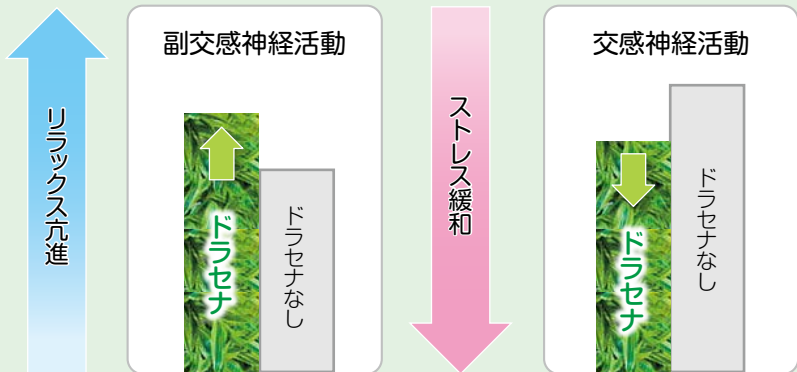 リラックス亢進
副交感神経活動
ドラセナ
ドラセナなし
ストレス緩和
交感神経活動
ドラセナ
ドラセナなし